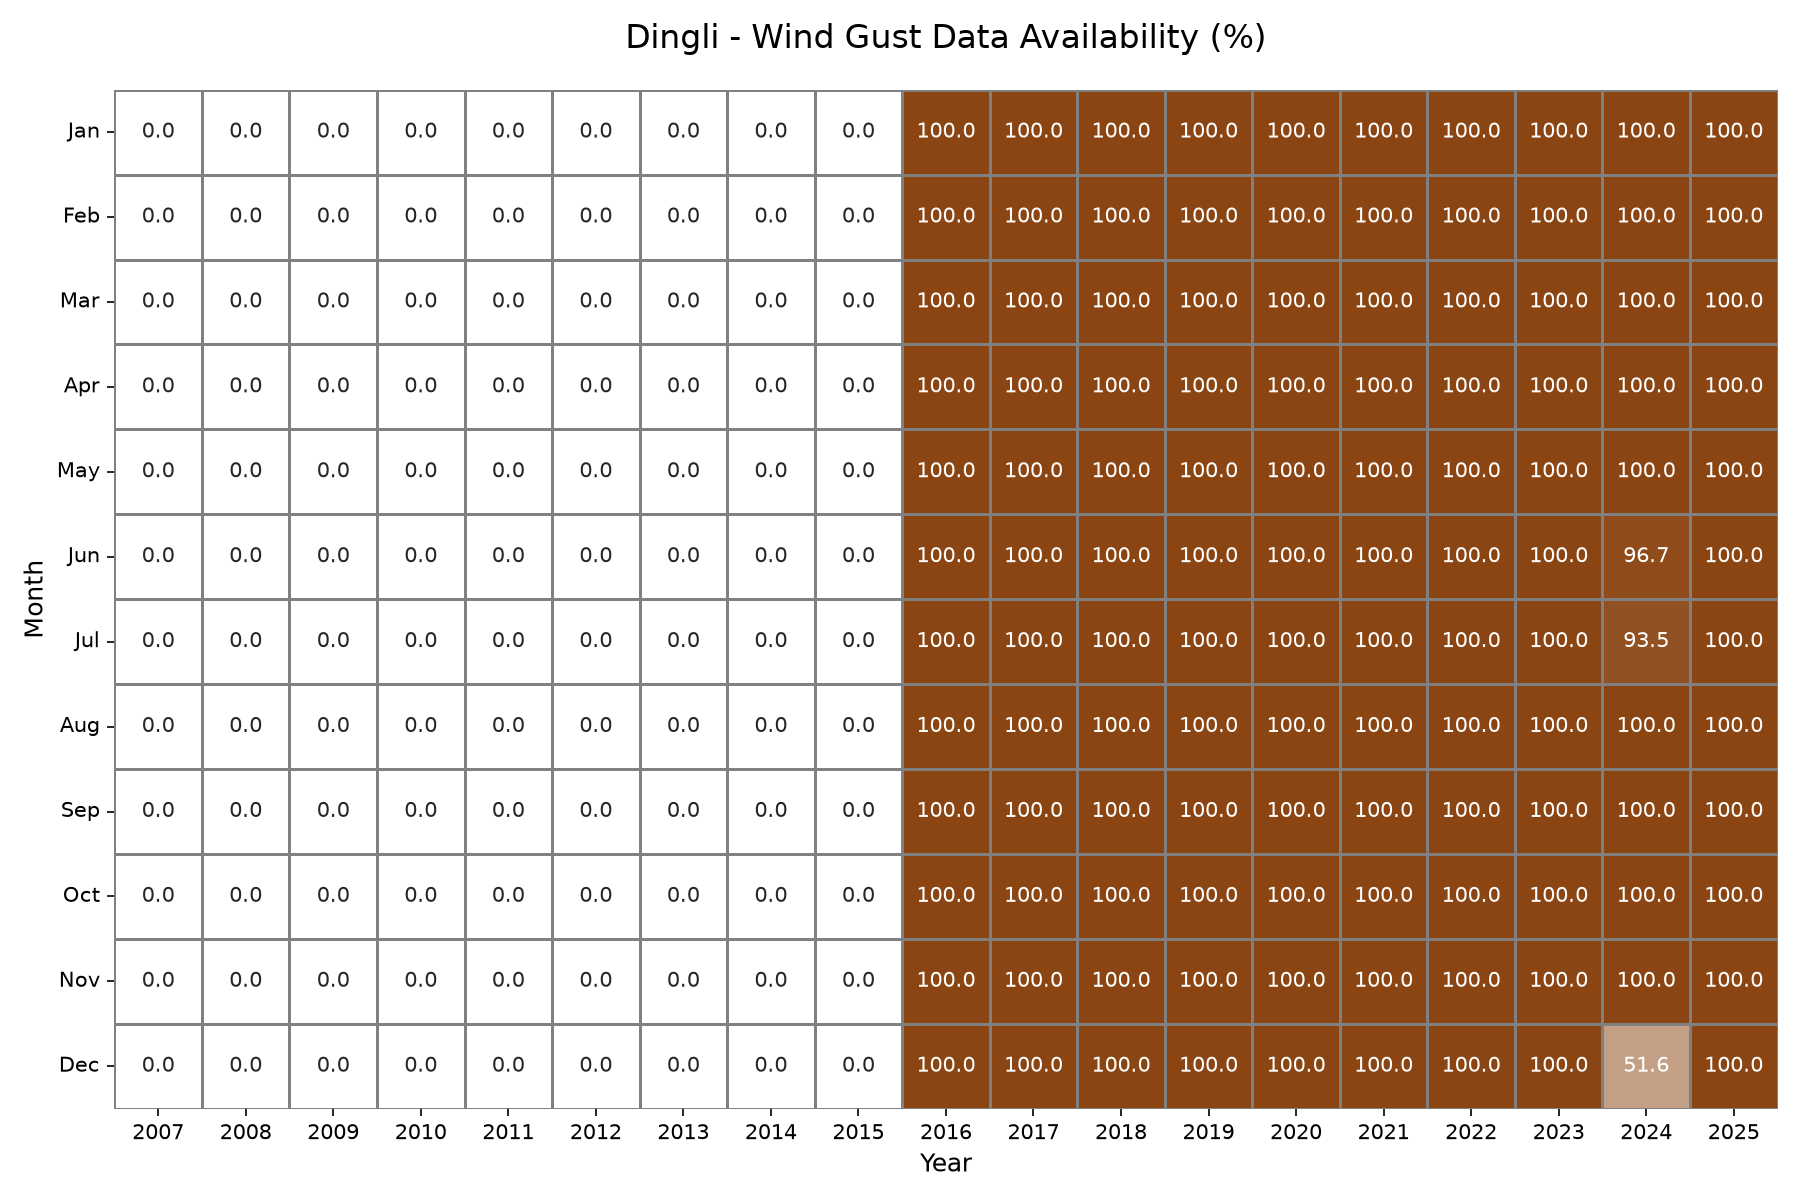 Dingli - Wind Gust Data Availability (%)
Jan 0.0 0.0 0.0 0.0 0.0 0.0 0.0 0.0 0.0 100.0 100.0 100.0 100.0 100.0 100.0 100.0 100.0 100.0 100.0
Feb 0.0 0.0 0.0 0.0 0.0 0.0 0.0 0.0 0.0 100.0 100.0 100.0 100.0 100.0 100.0 100.0 100.0 100.0 100.0
Mar 0.0 0.0 0.0 0.0 0.0 0.0 0.0 0.0 0.0 100.0 100.0 100.0 100.0 100.0 100.0 100.0 100.0 100.0 100.0
Apr 0.0 0.0 0.0 0.0 0.0 0.0 0.0 0.0 0.0 100.0 100.0 100.0 100.0 100.0 100.0 100.0 100.0 100.0 100.0
May 0.0 0.0 0.0 0.0 0.0 0.0 0.0 0.0 0.0 100.0 100.0 100.0 100.0 100.0 100.0 100.0 100.0 100.0 100.0
Jun 0.0 0.0 0.0 0.0 0.0 0.0 0.0 0.0 0.0 100.0 100.0 100.0 100.0 100.0 100.0 100.0 100.0 96.7 100.0
Month
Jul 0.0 0.0 0.0 0.0 0.0 0.0 0.0 0.0 0.0 100.0 100.0 100.0 100.0 100.0 100.0 100.0 100.0 93.5 100.0
Aug 0.0 0.0 0.0 0.0 0.0 0.0 0.0 0.0 0.0 100.0 100.0 100.0 100.0 100.0 100.0 100.0 100.0 100.0 100.0
Sep 0.0 0.0 0.0 0.0 0.0 0.0 0.0 0.0 0.0 100.0 100.0 100.0 100.0 100.0 100.0 100.0 100.0 100.0 100.0
Oct 0.0 0.0 0.0 0.0 0.0 0.0 0.0 0.0 0.0 100.0 100.0 100.0 100.0 100.0 100.0 100.0 100.0 100.0 100.0
Nov 0.0 0.0 0.0 0.0 0.0 0.0 0.0 0.0 0.0 100.0 100.0 100.0 100.0 100.0 100.0 100.0 100.0 100.0 100.0
Dec 0.0 0.0 0.0 0.0 0.0 0.0 0.0 0.0 0.0 100.0 100.0 100.0 100.0 100.0 100.0 100.0 100.0 51.6 100.0
2007 2008 2009 2010 2011 2012 2013 2014 2015 2016 2017 2018 2019 2020 2021 2022 2023 2024 2025
Year